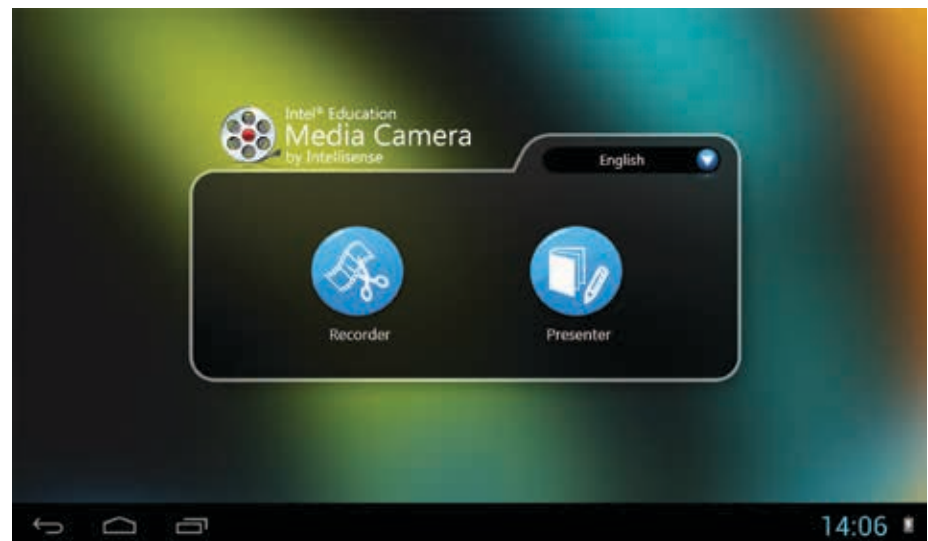 Intel® Education
Media Camera
by Intellisense
English
Recorder
Presenter
14:06